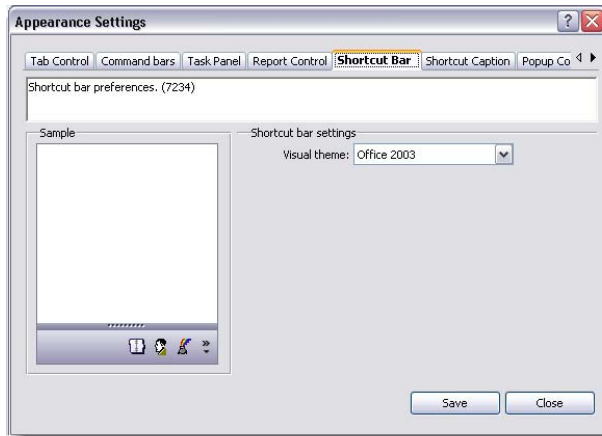 Appearance Settings
Tab Control Command bars Task Panel Report Control Shortcut Bar Shortcut Caption Popup Co
Shortcut bar preferences. (7234)
Sample
Shortcut bar settings
Visual theme: Office 2003
Save Close